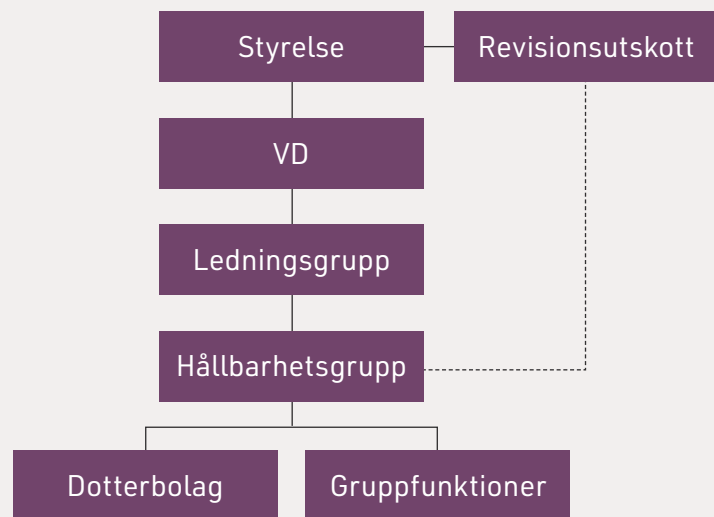 Styrelse
Revisionsutskott
VD
Ledningsgrupp
Hållbarhetsgrupp
Dotterbolag
Gruppfunktioner